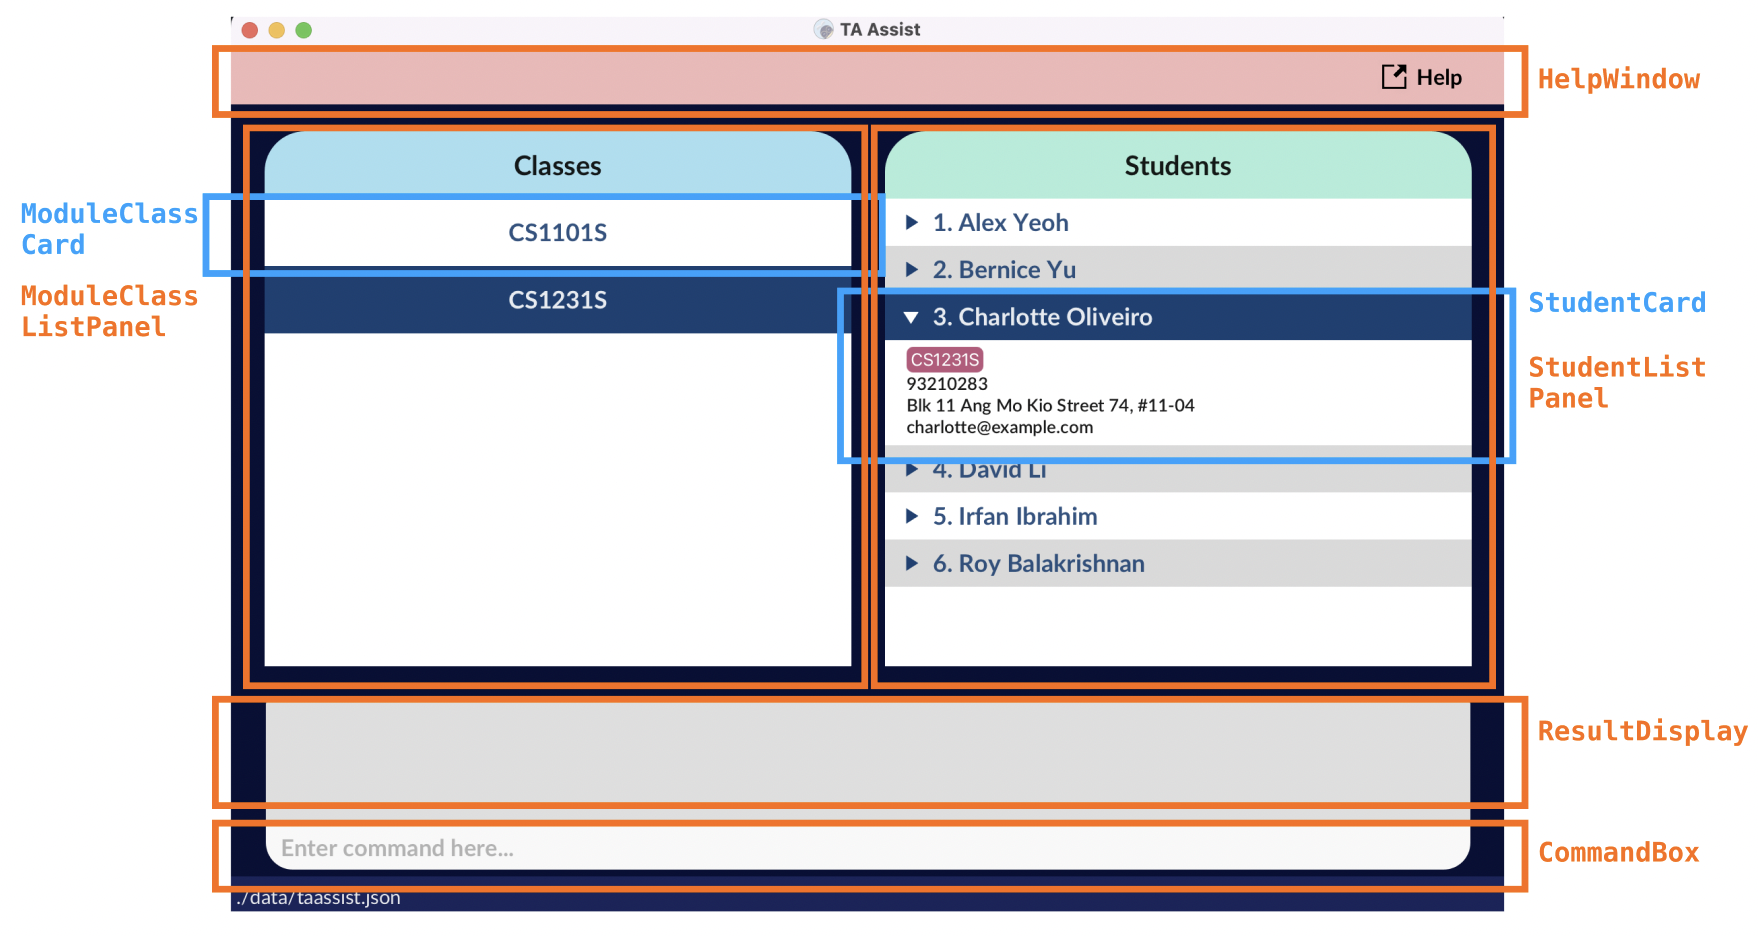 TA Assist
Help
HelpWindow
Classes
Students
ModuleClass
Card
CS1101S
1. Alex Yeoh
2. Bernice Yu
ModuleClass
ListPanel
CS1231S
3. Charlotte Oliveiro
StudentCard
CS1231S
93210283
Blk 11 Ang Mo Kio Street 74, #11-04
charlotte@example.com
StudentList
Panel
4. David Li
5. Irfan Ibrahim
6. Roy Balakrishnan
ResultDisplay
Enter command here...
CommandBox
./data/taassist.json